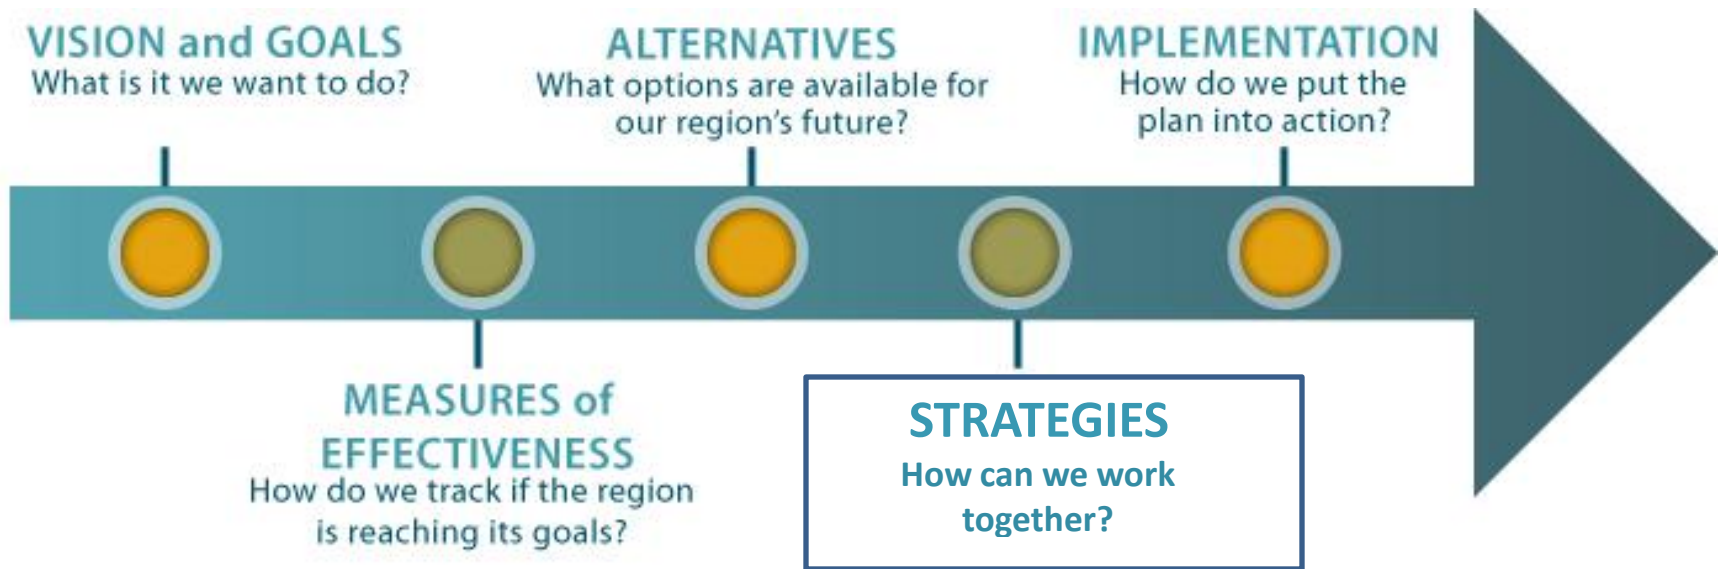 VISION and GOALS
What is it we want to do?
MEASURES of
EFFECTIVENESS
How do we track if the region
is reaching its goals?
ALTERNATIVES
What options are available for
our region's future?
STRATEGIES
How can we work
together?
IMPLEMENTATION
How do we put the
plan into action?